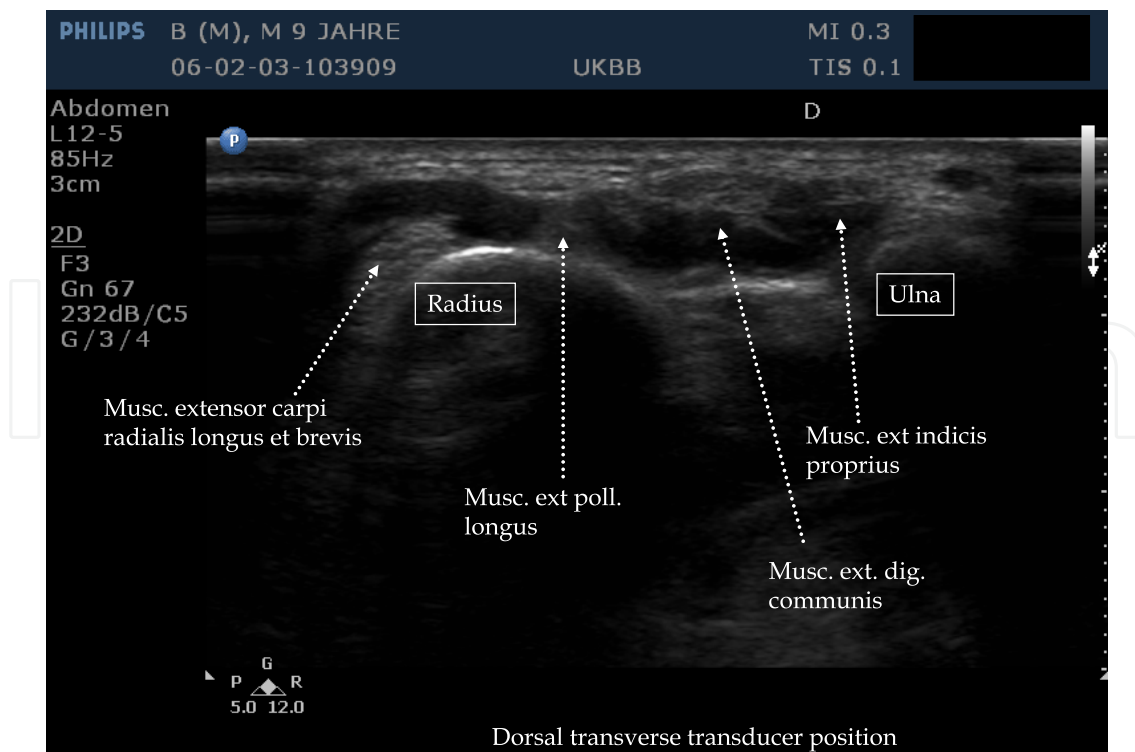 PHILIPS B (M), M 9 JAHRE MI 0.3
06-02-03-103909 UKBB TIS 0.1
Abdomen
L12-5
85Hz
3cm
2D
F3
Gn 67
232dB/C5
G/3/4
D
P
Radius
Ulna
Musc. extensor carpi
radialis longus et brevis
Musc. ext poll.
longus
Musc. ext indicis
proprius
Musc. ext. dig.
communis
G
P R
5.0 12.0
Dorsal transverse transducer position